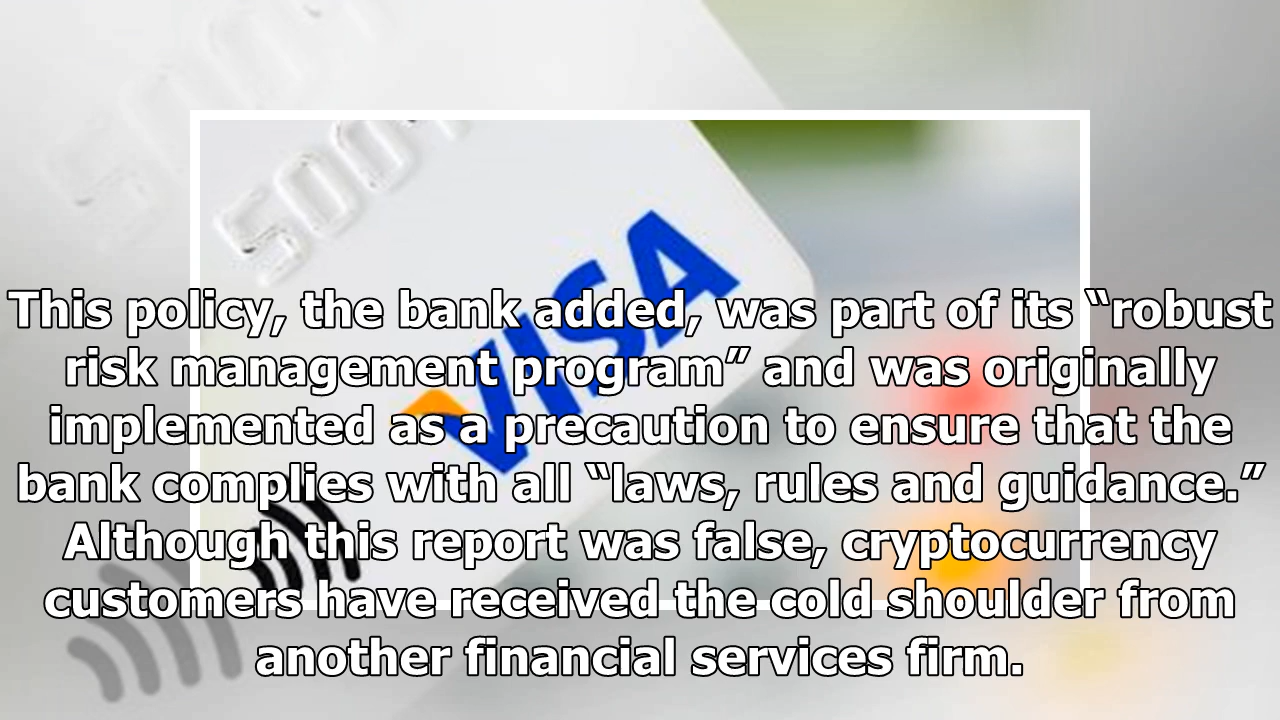 5001
VISA
This policy, the bank added, was part of its “robust
risk management program” and was originally
implemented as a precaution to ensure that the
bank complies with all “laws, rules and guidance.”
Although this report was false, cryptocurrency
customers have received the cold shoulder from
another financial services firm.